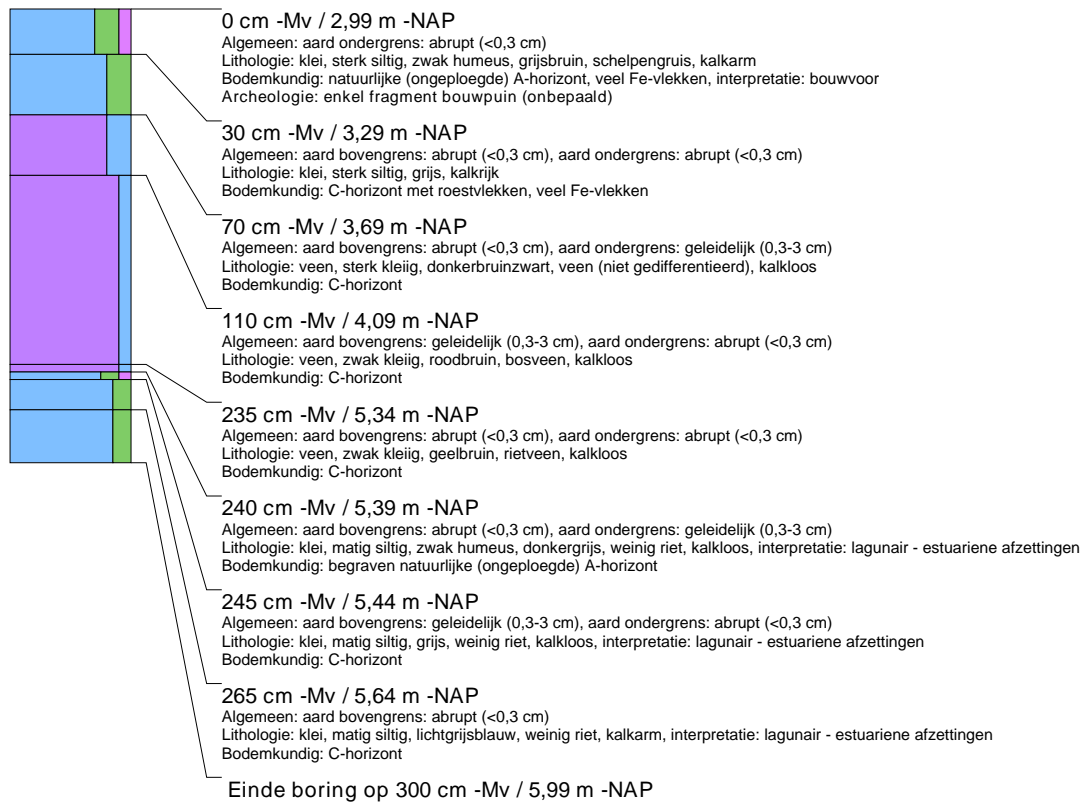 0 cm -Mv / 2,99 m -NAP
Algemeen: aard ondergrens: abrupt (<0,3 cm)
Lithologie: klei, sterk siltig, zwak humeus, grijsbruin, schelpengruis, kalkarm
Bodemkundig: natuurlijke (ongeploegde) A-horizont, veel Fe-vlekken, interpretatie: bouwvoor
Archeologie: enkel fragment bouwpuin (onbepaald)
30 cm -Mv / 3,29 m -NAP
Algemeen: aard bovengrens: abrupt (<0,3 cm), aard ondergrens: abrupt (<0,3 cm)
Lithologie: klei, sterk siltig, grijs, kalkrijk
Bodemkundig: C-horizont met roestvlekken, veel Fe-vlekken
70 cm -Mv / 3,69 m -NAP
Algemeen: aard bovengrens: abrupt (<0,3 cm), aard ondergrens: geleidelijk (0,3-3 cm)
Lithologie: veen, sterk kleiig, donkerbruinzwart, veen (niet gedifferentieerd), kalkloos
Bodemkundig: C-horizont
110 cm -Mv / 4,09 m -NAP
Algemeen: aard bovengrens: geleidelijk (0,3-3 cm), aard ondergrens: abrupt (<0,3 cm)
Lithologie: veen, zwak kleiig, roodbruin, bosveen, kalkloos
Bodemkundig: C-horizont
235 cm -Mv / 5,34 m -NAP
Algemeen: aard bovengrens: abrupt (<0,3 cm), aard ondergrens: abrupt (<0,3 cm)
Lithologie: veen, zwak kleiig, geelbruin, rietveen, kalkloos
Bodemkundig: C-horizont
240 cm -Mv / 5,39 m -NAP
Algemeen: aard bovengrens: abrupt (<0,3 cm), aard ondergrens: geleidelijk (0,3-3 cm)
Lithologie: klei, matig siltig, zwak humeus, donkergrijs, weinig riet, kalkloos, interpretatie: lagunair - estuariene afzettingen
Bodemkundig: begraven natuurlijke (ongeploegde) A-horizont
245 cm -Mv / 5,44 m -NAP
Algemeen: aard bovengrens: geleidelijk (0,3-3 cm), aard ondergrens: abrupt (<0,3 cm)
Lithologie: klei, matig siltig, grijs, weinig riet, kalkloos, interpretatie: lagunair - estuariene afzettingen
Bodemkundig: C-horizont
265 cm -Mv / 5,64 m -NAP
Algemeen: aard bovengrens: abrupt (<0,3 cm)
Lithologie: klei, matig siltig, lichtgrijsblauw, weinig riet, kalkarm, interpretatie: lagunair - estuariene afzettingen
Bodemkundig: C-horizont
Einde boring op 300 cm -Mv / 5,99 m -NAP